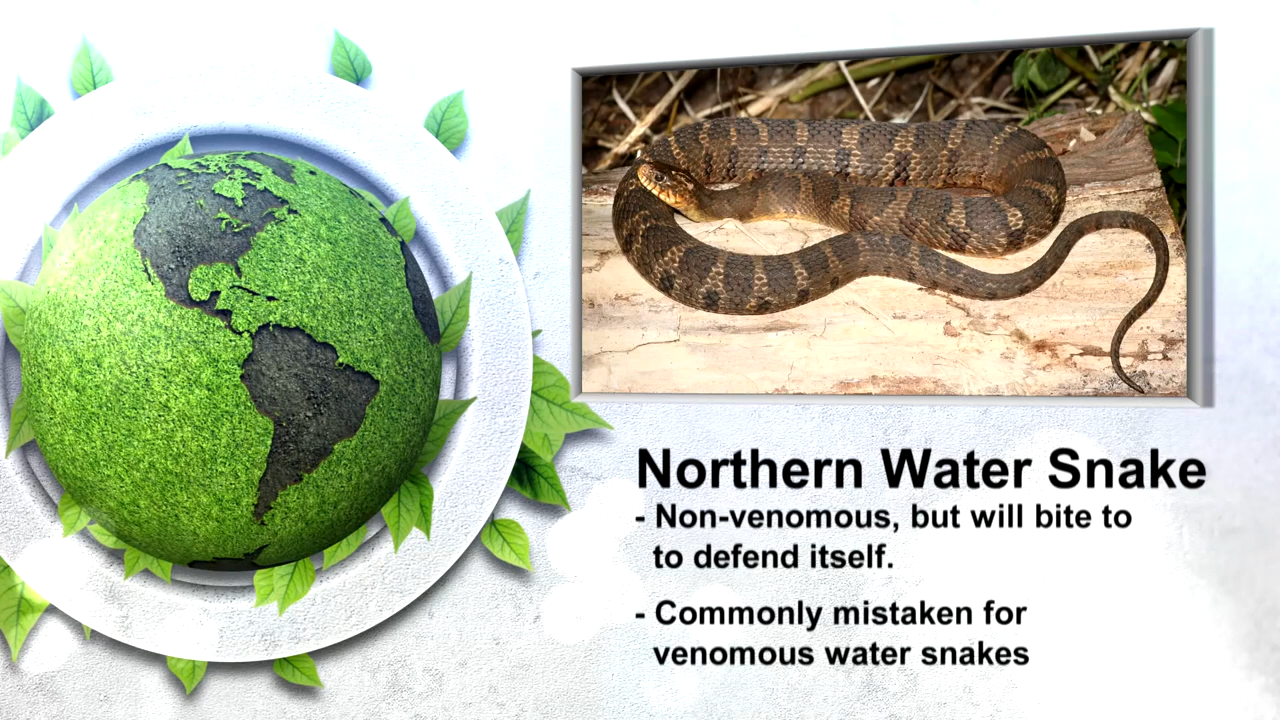 Northern Water Snake
- Non-venomous, but will bite to
to defend itself.
- Commonly mistaken for
venomous water snakes